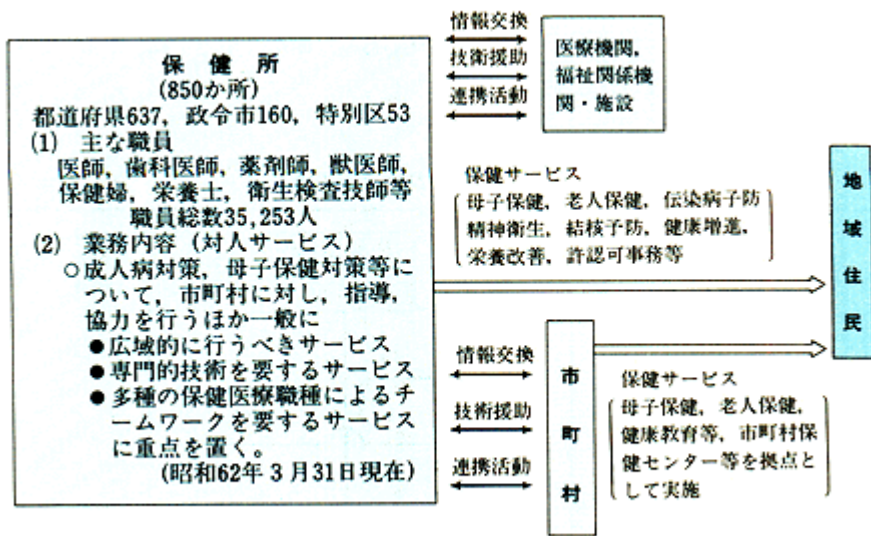 保健所
(850か所)
都道府県637，政令市160，特別区53
(1) 主な職員
医師，歯科医師，薬剤師，獣医師，
保健婦，栄養士，衛生検査技師等
職員総数35,253人
(2) 業務内容（対人サービス）
○成人病対策，母子保健対策等に
ついて，市町村に対し，指導，
協力を行うほか一般に
●広域的に行うべきサービス
●専門的技術を要するサービス
●多種の保健医療職種によるチ
ームワークを要するサービス
に重点を置く。
(昭和62年3月31日現在)
情報交換
技術援助
連携活動
医療機関，
福祉関係機
関・施設
保健サービス
母子保健，老人保健，伝染病予防
精神衛生，結核予防，健康増進，
栄養改善，許認可事務等
地域住民
情報交換
技術援助
連携活動
市町村
保健サービス
母子保健，老人保健，
健康教育等，市町村保
健センター等を拠点と
して実施